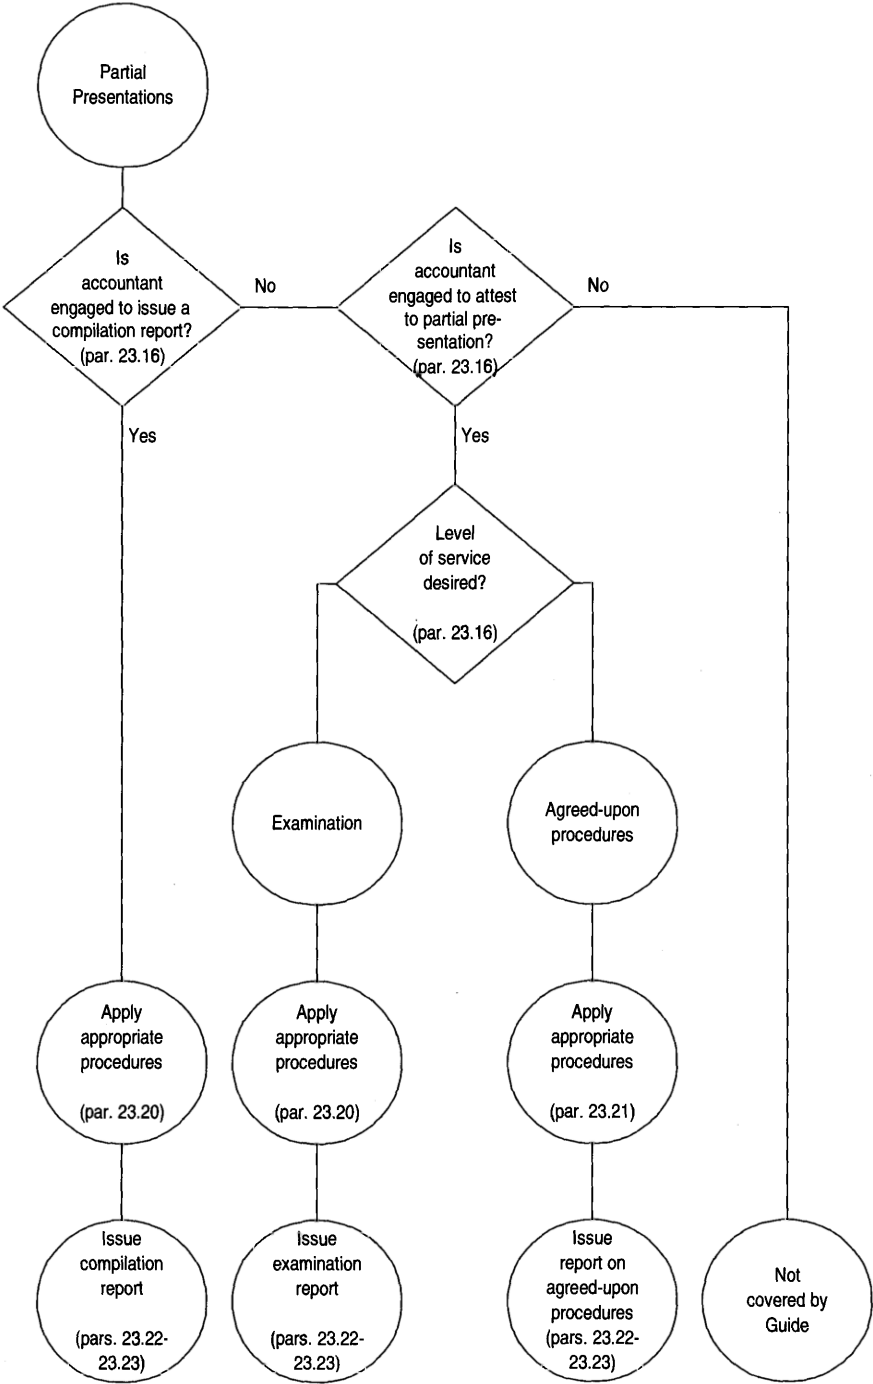 Partial
Presentations
Is
accountant
engaged to issue a
compilation report?
(par. 23.16)
No
Is
accountant
engaged to attest
to partial pre-
sentation?
(par. 23.16)
No
Yes
Yes
Level
of service
desired?
(par. 23.16)
Examination
Agreed-upon
procedures
Apply
appropriate
procedures
(par. 23.20)
Apply
appropriate
procedures
(par. 23.20)
Apply
appropriate
procedures
(par. 23.21)
Issue
compilation
report
(pars. 23.22-
23.23)
Issue
examination
report
(pars. 23.22-
23.23)
Issue
report on
agreed-upon
procedures
(pars. 23.22-
23.23)
Not
covered by
Guide